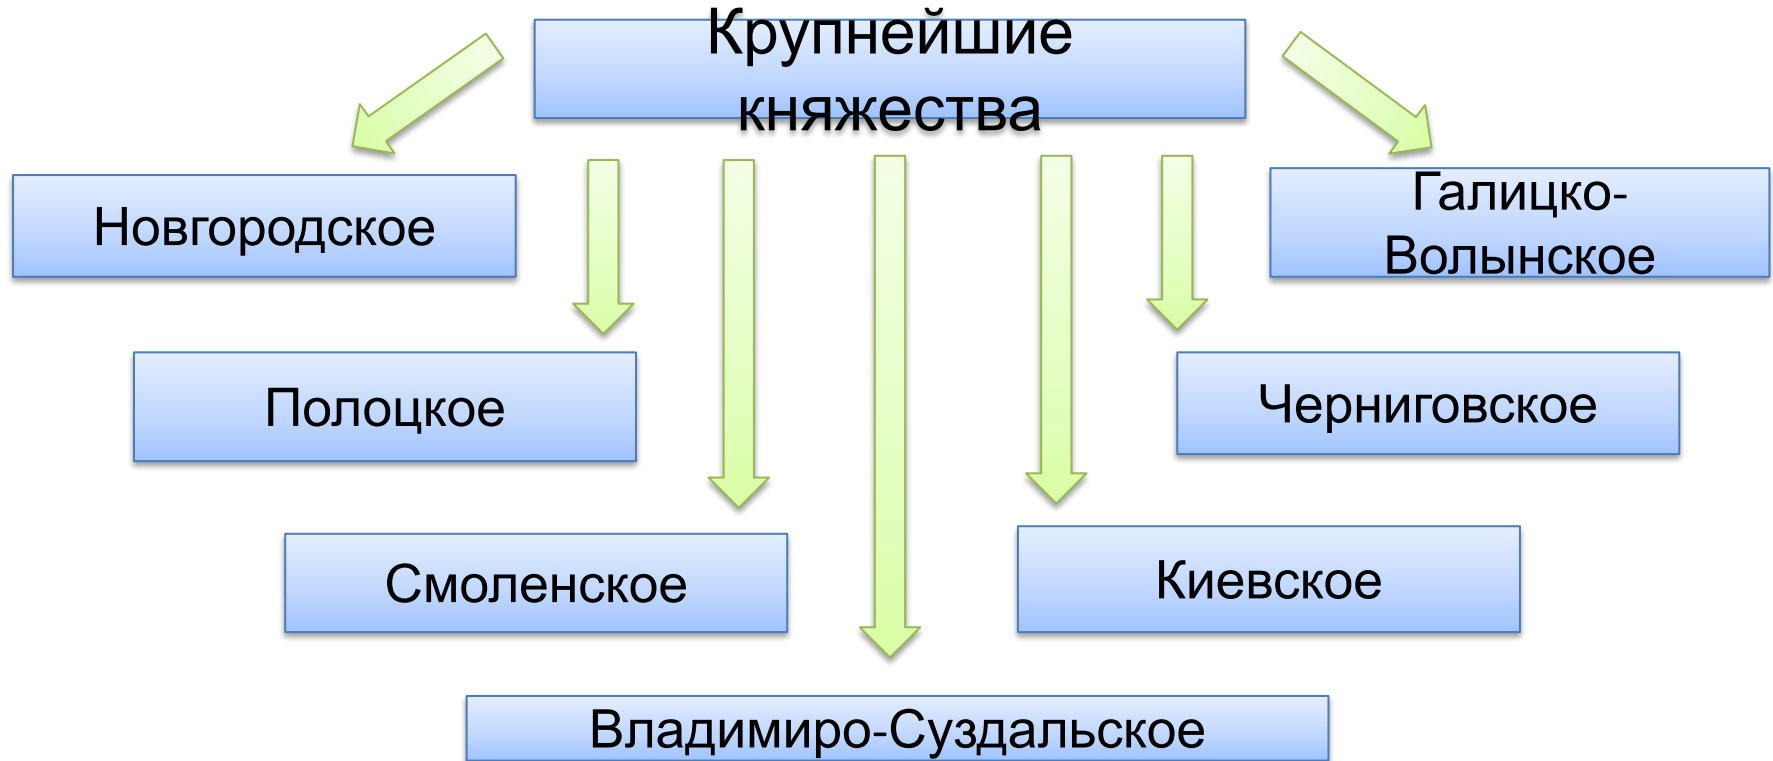 Крупнейшие
княжества
Новгородское
Галицко-
Волынское
Полоцкое
Черниговское
Смоленское
Киевское
Владимиро-Суздальское